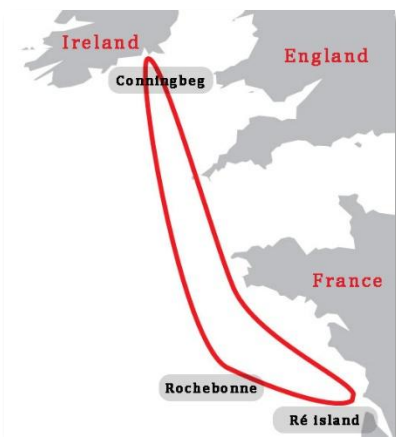 Ireland
England
Conningbeg
France
Rochebonne
Ré island